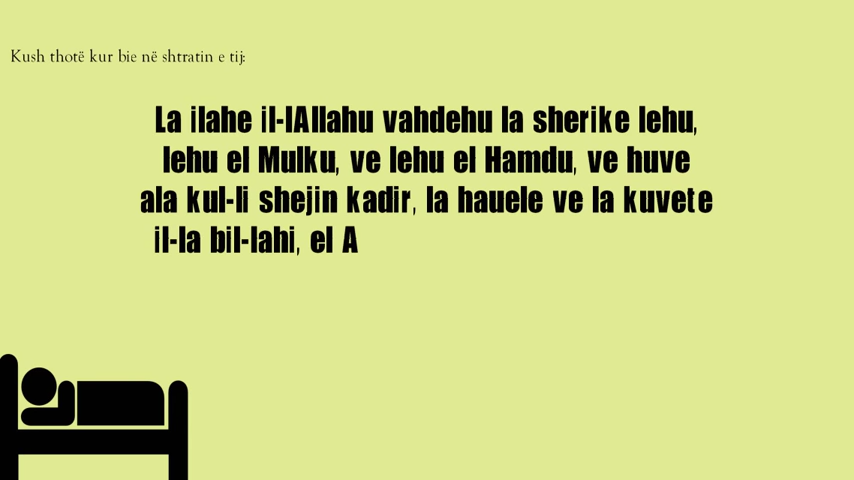 Kush thotë kur bie në shtratin e tij:
La ilahe il-lAllahu vahdehu la sherike lehu,
lehu el Mulku, ve lehu el Hamdu, ve huve
ala kul-li shejin kadir, la hauele ve la kuvete
il-la bil-lahi, el A